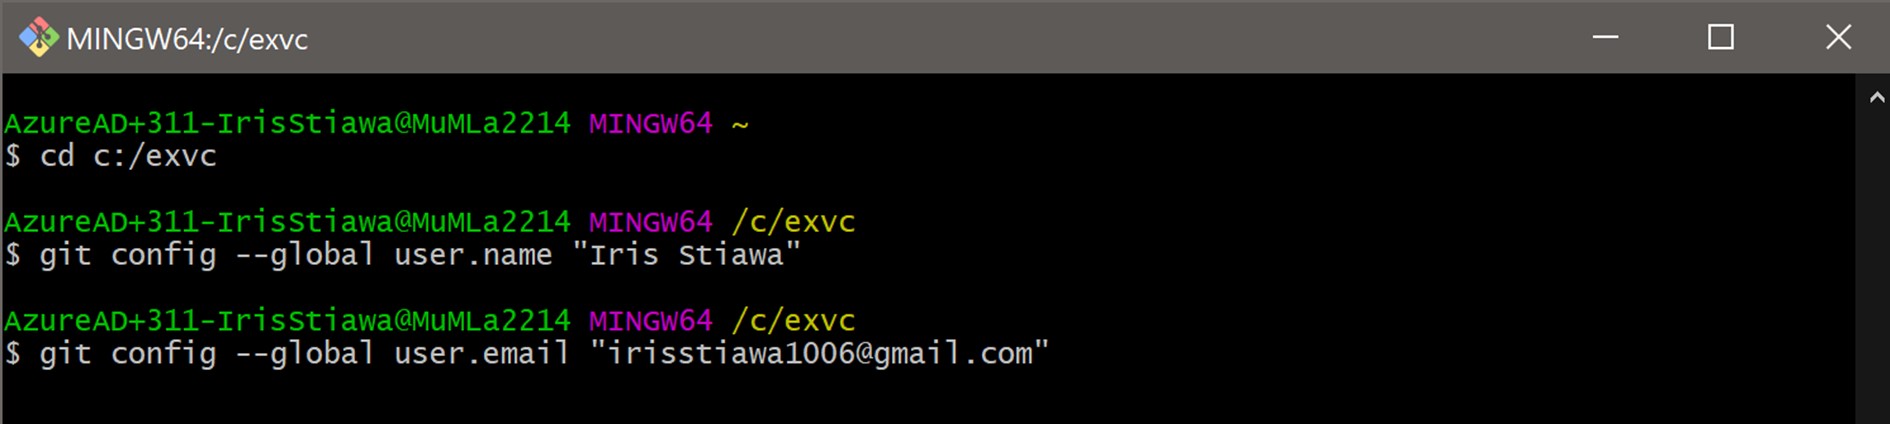 MINGW64:/c/exvc
AzureAD+311-IrisStiawa@MuMLa2214 MINGW64 ~
$ cd c:/exvc
AzureAD+311-IrisStiawa@MuMLa2214 MINGW64 /c/exvc
$ git config --global user.name "Iris Stiawa"
AzureAD+311-IrisStiawa@MuMLa2214 MINGW64 /c/exvc
$ git config --global user.email "irisstiawa1006@gmail.com"